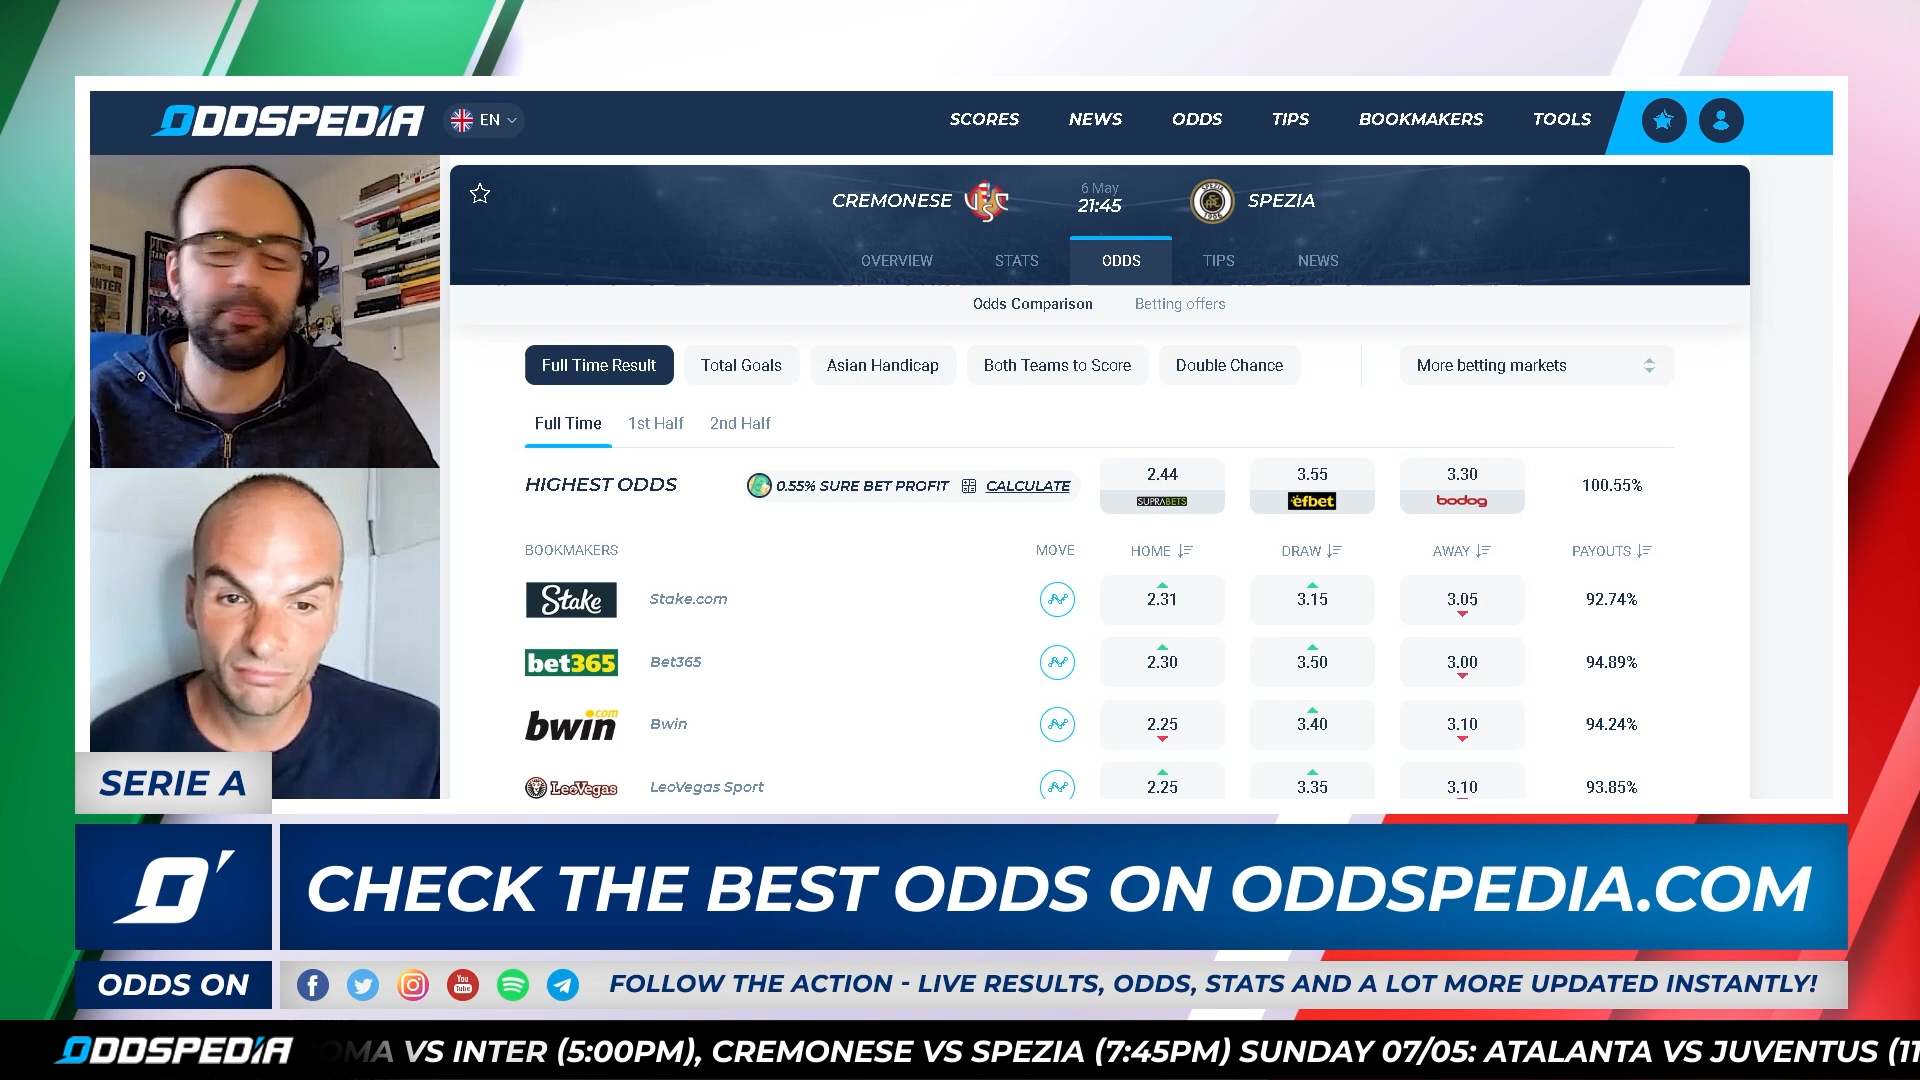 ODDSPEDIA
EN
SCORES NEWS ODDS TIPS BOOKMAKERS TOOLS
CREMONESE
6 May
21:45
SPEZIA
OVERVIEW STATS ODDS TIPS NEWS
Odds Comparison Betting offers
Full Time Result Total Goals Asian Handicap Both Teams to Score Double Chance More betting markets
Full Time 1st Half 2nd Half
HIGHEST ODDS 0.55% SURE BET PROFIT CALCULATE 2.44 3.55 3.30 100.55%
SUPRABETS efbet bodog
BOOKMAKERS MOVE HOME DRAW AWAY PAYOUTS
Stake Stake.com 2.31 3.15 3.05 92.74%
bet365 Bet365 2.30 3.50 3.00 94.89%
bwin.com Bwin 2.25 3.40 3.10 94.24%
LeoVegas LeoVegas Sport 2.25 3.35 3.10 93.85%
SERIE A
CHECK THE BEST ODDS ON ODDSPEDIA.COM
ODDS ON
FOLLOW THE ACTION - LIVE RESULTS, ODDS, STATS AND A LOT MORE UPDATED INSTANTLY!
ODDSPEDIA OMA VS INTER (5:00PM), CREMONESE VS SPEZIA (7:45PM) SUNDAY 07/05: ATALANTA VS JUVENTUS (11